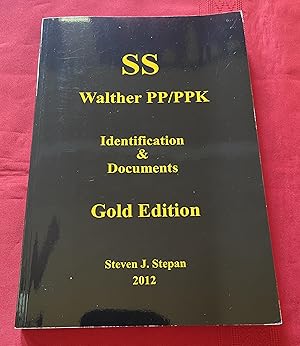 SS
Walther PP/PPK
Identification
&
Documents
Gold Edition
Steven J. Stepan
2012